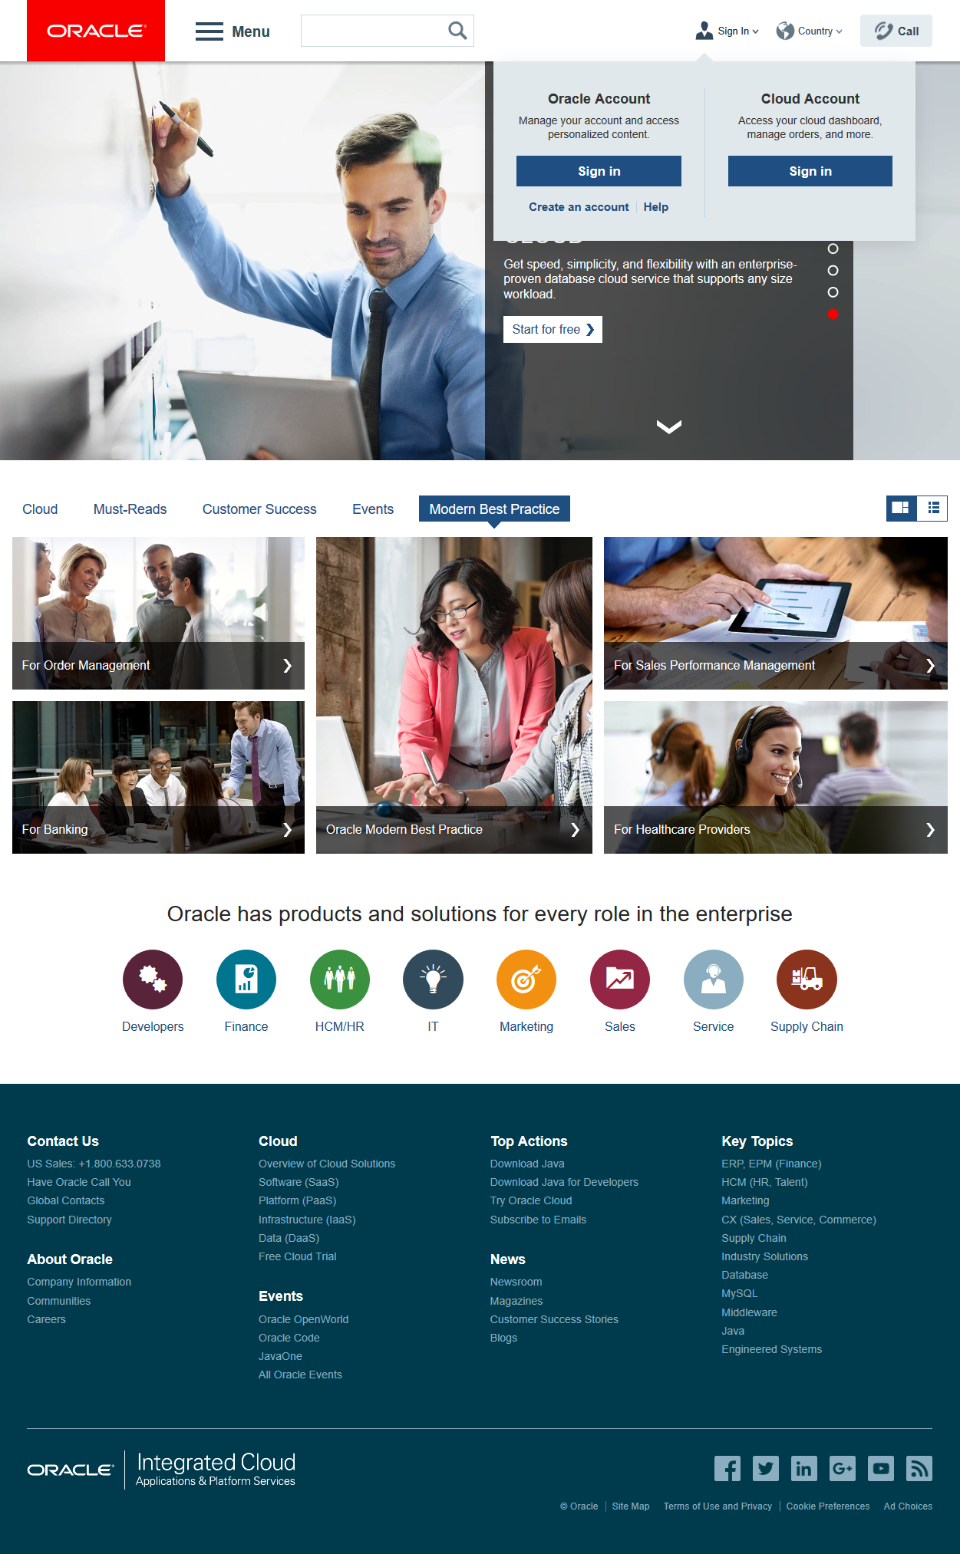 ORACLE
Menu
Sign In
Country
Call
Oracle Account
Manage your account and access
personalized content.
Sign in
Create an account | Help
Cloud Account
Access your cloud dashboard,
manage orders, and more.
Sign in
CLOUD
Get speed, simplicity, and flexibility with an enterprise-
proven database cloud service that supports any size
workload.
Start for free
Cloud
Must-Reads
Customer Success
Events
Modern Best Practice
For Order Management
For Banking
Oracle Modern Best Practice
For Sales Performance Management
For Healthcare Providers
Oracle has products and solutions for every role in the enterprise
Developers
Finance
HCM/HR
IT
Marketing
Sales
Service
Supply Chain
Contact Us
US Sales: +1.800.633.0738
Have Oracle Call You
Global Contacts
Support Directory
About Oracle
Company Information
Communities
Careers
Cloud
Overview of Cloud Solutions
Software (SaaS)
Platform (PaaS)
Infrastructure (IaaS)
Data (DaaS)
Free Cloud Trial
Events
Oracle OpenWorld
Oracle Code
JavaOne
All Oracle Events
Top Actions
Download Java
Download Java for Developers
Try Oracle Cloud
Subscribe to Emails
News
Newsroom
Magazines
Customer Success Stories
Blogs
Key Topics
ERP, EPM (Finance)
HCM (HR, Talent)
Marketing
CX (Sales, Service, Commerce)
Supply Chain
Industry Solutions
Database
MySQL
Middleware
Java
Engineered Systems
ORACLE
Integrated Cloud
Applications & Platform Services
© Oracle | Site Map Terms of Use and Privacy | Cookie Preferences Ad Choices